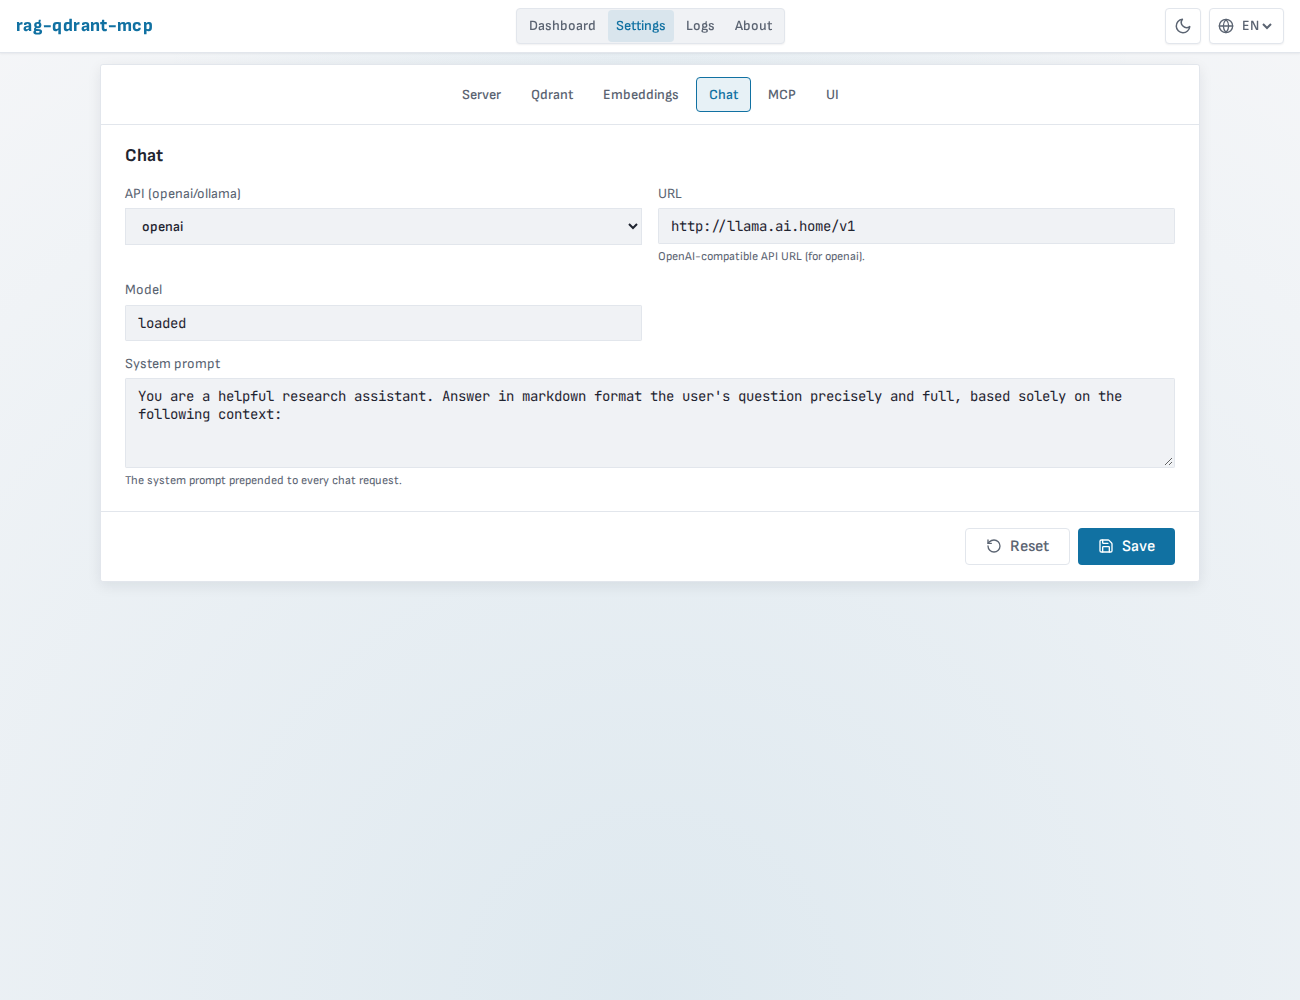 rag-qdrant-mcp
Dashboard Settings Logs About
EN
Server Qdrant Embeddings Chat MCP UI
Chat
API (openai/ollama)
openai
URL
http://llama.ai.home/v1
OpenAI-compatible API URL (for openai).
Model
loaded
System prompt
You are a helpful research assistant. Answer in markdown format the user's question precisely and full, based solely on the
following context:
The system prompt prepended to every chat request.
Reset Save